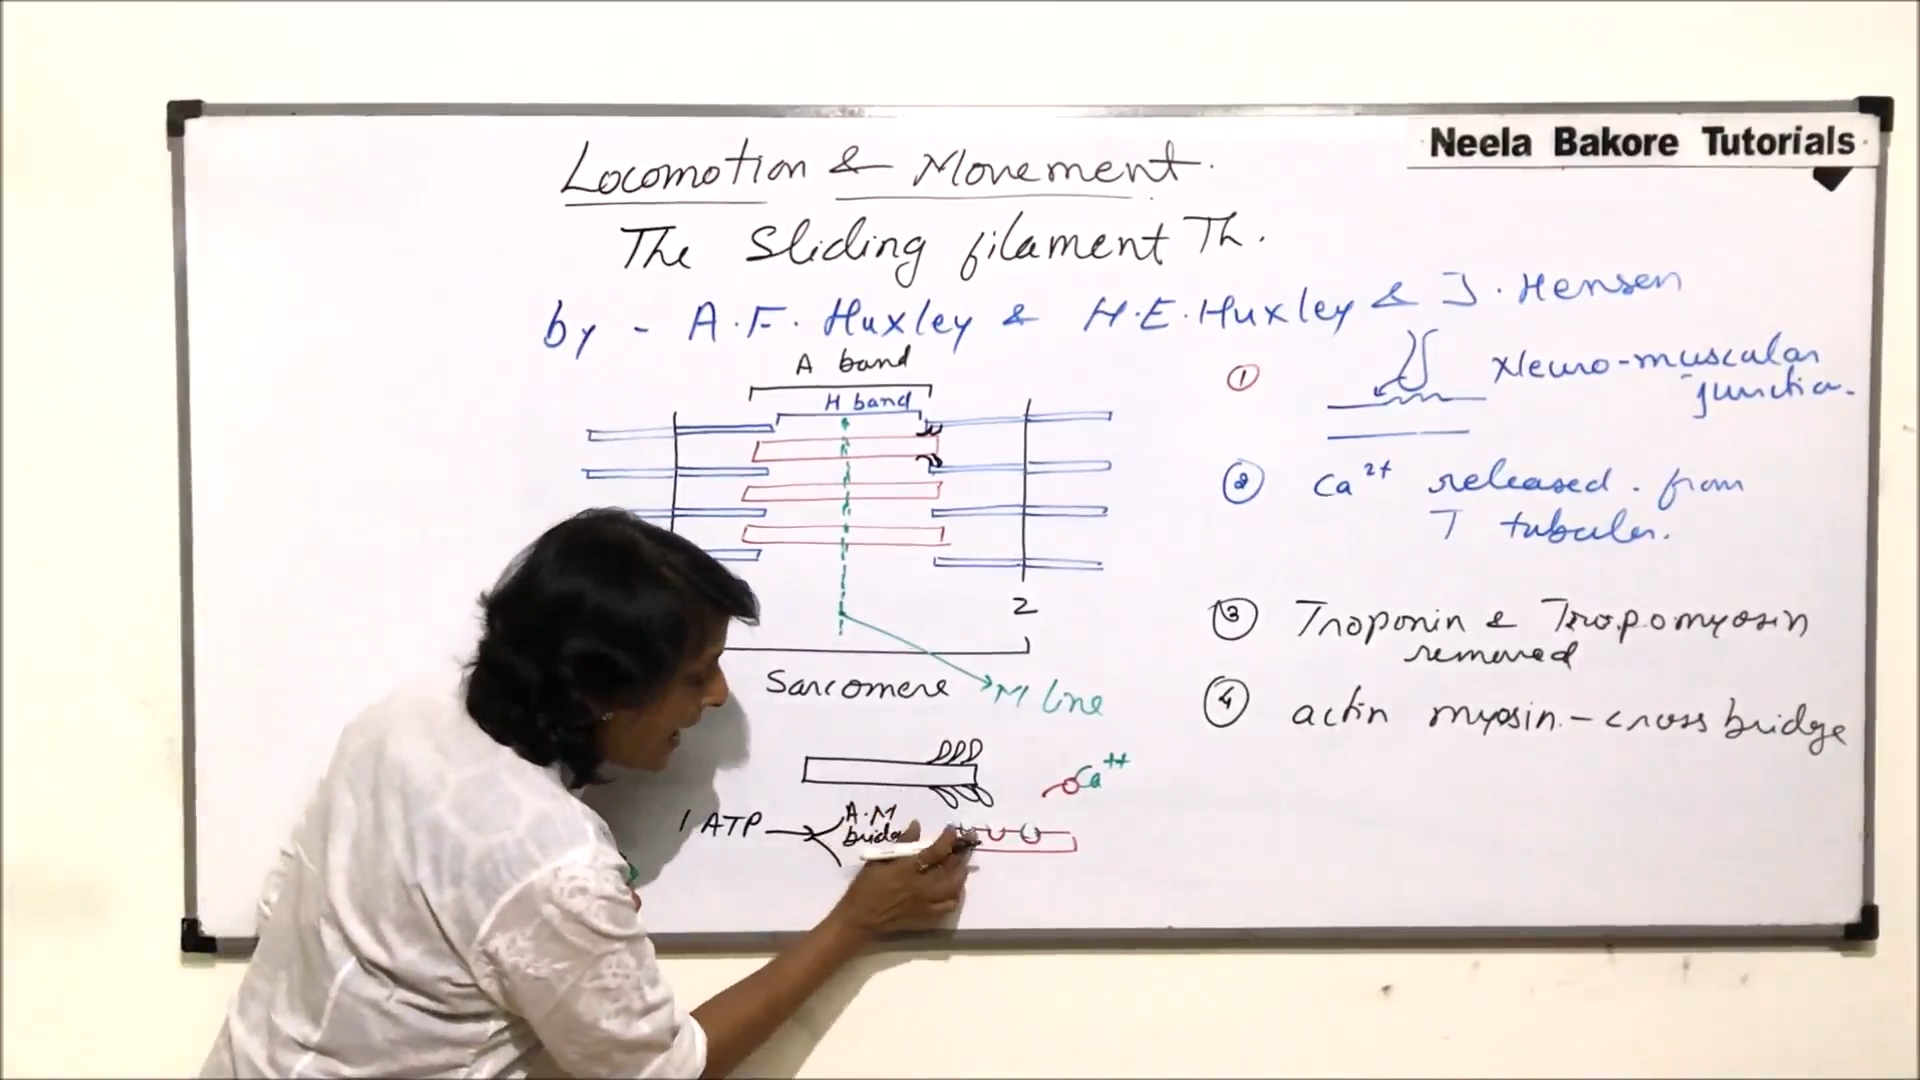 Neela Bakore Tutorials
Locomotion & Movement.
The Sliding filament Th.
by - A.F. Huxley & H.E. Huxley & J. Hensen
A band
H band
2
Sarcomere
M line
Ca++
1 ATP
A.M
① Neuro-muscular
junction.
② Ca2+ released. from
T tubules.
③ Troponin & Tropomyosin
removed
④ actin myosin - cross bridge